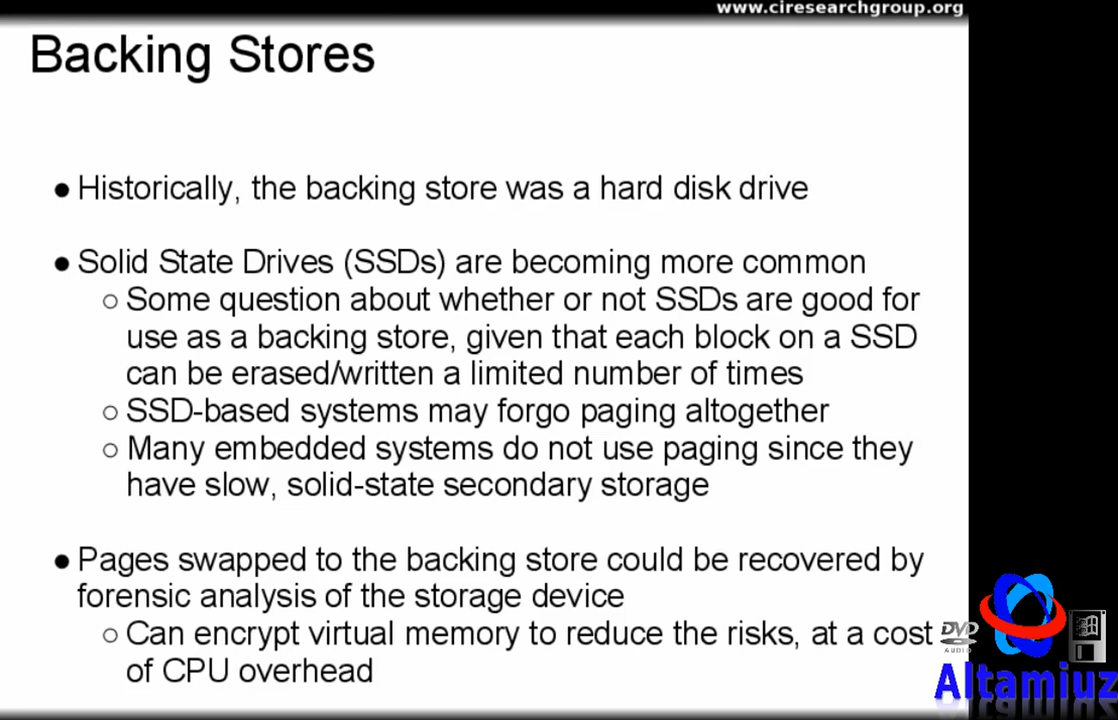 www.ciresearchgroup.org
Backing Stores
● Historically, the backing store was a hard disk drive
● Solid State Drives (SSDs) are becoming more common
○ Some question about whether or not SSDs are good for
use as a backing store, given that each block on a SSD
can be erased/written a limited number of times
○ SSD-based systems may forgo paging altogether
○ Many embedded systems do not use paging since they
have slow, solid-state secondary storage
● Pages swapped to the backing store could be recovered by
forensic analysis of the storage device
○ Can encrypt virtual memory to reduce the risks, at a cost
of CPU overhead
DVD
AUDIO
Altamiuz